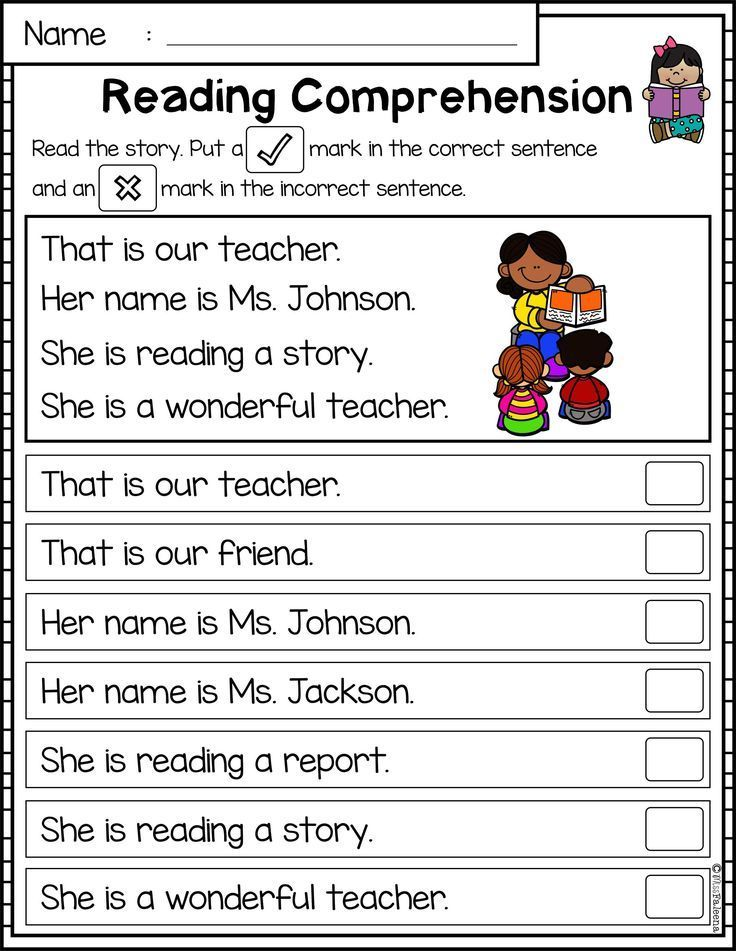 Name : 
Reading Comprehension
Read the story. Put a ✓ mark in the correct sentence
and an ✖ mark in the incorrect sentence.
That is our teacher.
Her name is Ms. Johnson.
She is reading a story.
She is a wonderful teacher.
That is our teacher.
That is our friend.
Her name is Ms. Johnson.
Her name is Ms. Jackson.
She is reading a report.
She is reading a story.
She is a wonderful teacher.
©MissFaleena